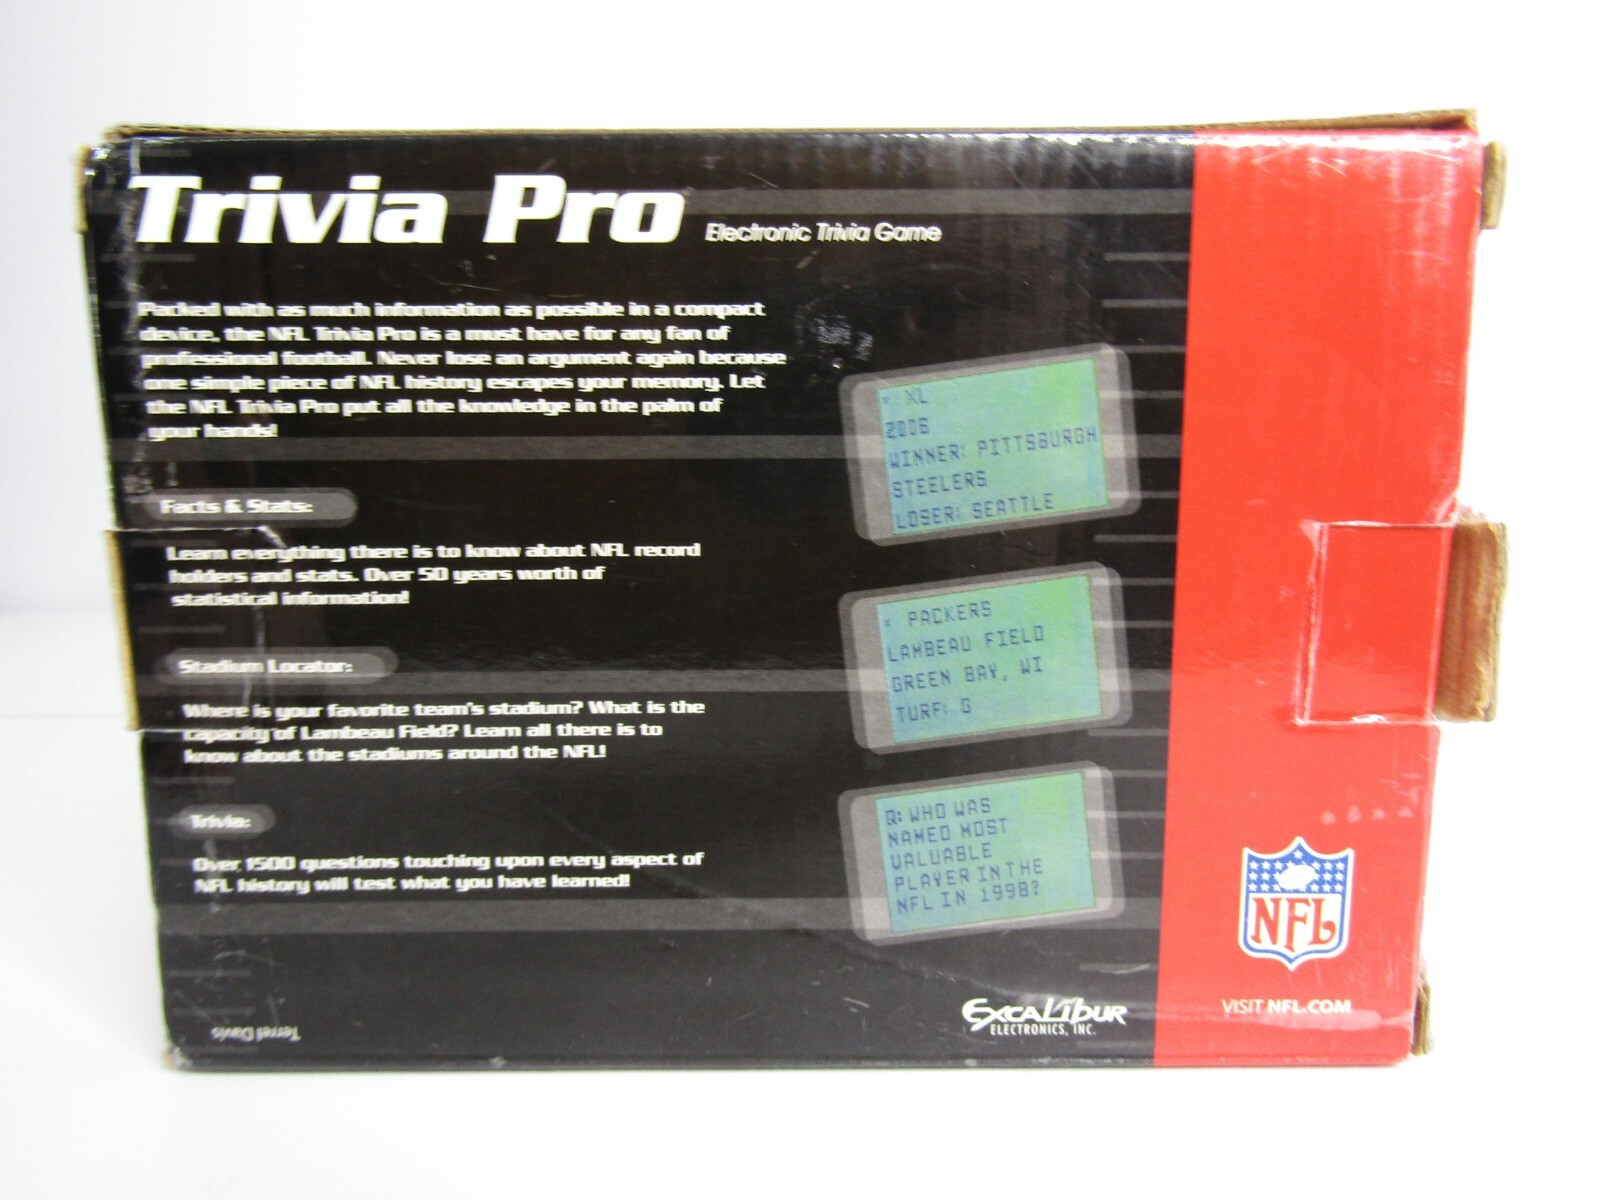 Trivia Pro Electronic Trivia Game
Packed with as much information as possible in a compact
device, the NFL Trivia Pro is a must have for any fan of
professional football. Never lose an argument again because
one simple piece of NFL history escapes your memory. Let
the NFL Trivia Pro put all the knowledge in the palm of
your hands!
Facts & Stats:
Learn everything there is to know about NFL record
holders and stats. Over 50 years worth of
statistical information!
Stadium Locator:
Where is your favorite team's stadium? What is the
capacity of Lambeau Field? Learn all there is to
know about the stadiums around the NFL!
Trivia:
Over 1500 questions touching upon every aspect of
NFL history will test what you have learned!
Terrel Davis
XL
2006
WINNER: PITTSBURGH
STEELERS
LOSER: SEATTLE
PACKERS
LAMBEAU FIELD
GREEN BAY, WI
TURF: G
Q: WHO WAS
NAMED MOST
VALUABLE
PLAYER IN THE
NFL IN 1998?
EXCALIBUR
ELECTRONICS, INC.
NFL
VISIT NFL.COM